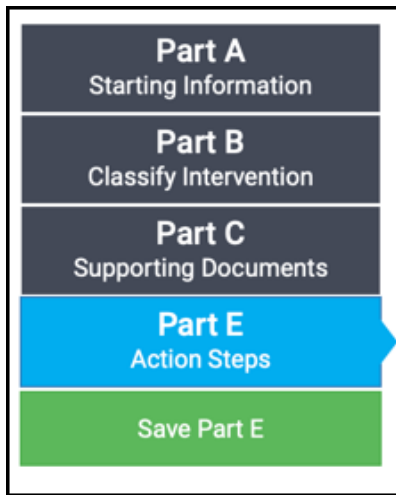 Part A
Starting Information
Part B
Classify Intervention
Part C
Supporting Documents
Part E
Action Steps
Save Part E